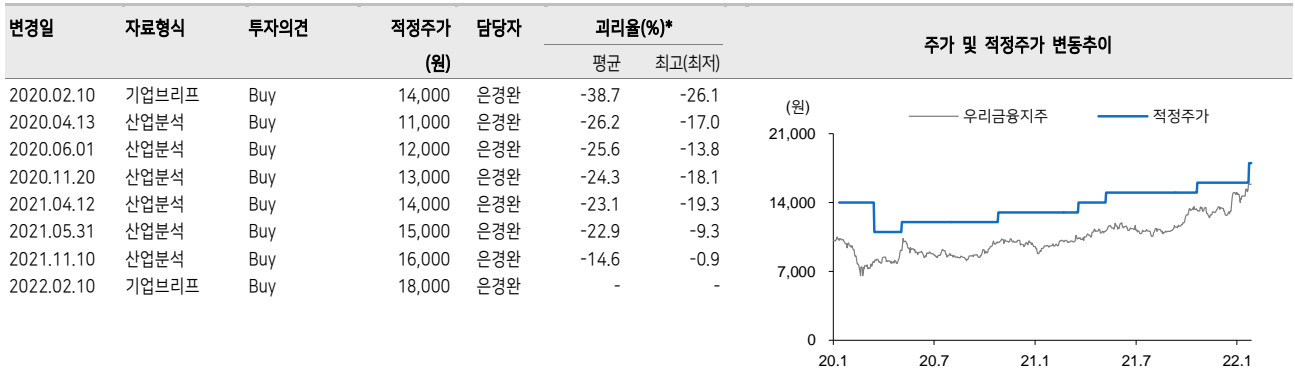 변경일 자료형식 투자의견 적정주가 담당자 괴리율(%)*
(원) 평균 최고(최저)
2020.02.10 기업브리프 Buy 14,000 은경완 -38.7 -26.1
2020.04.13 산업분석 Buy 11,000 은경완 -26.2 -17.0
2020.06.01 산업분석 Buy 12,000 은경완 -25.6 -13.8
2020.11.20 산업분석 Buy 13,000 은경완 -24.3 -18.1
2021.04.12 산업분석 Buy 14,000 은경완 -23.1 -19.3
2021.05.31 산업분석 Buy 15,000 은경완 -22.9 -9.3
2021.11.10 산업분석 Buy 16,000 은경완 -14.6 -0.9
2022.02.10 기업브리프 Buy 18,000 은경완 - -
주가 및 적정주가 변동추이
(원)
우리금융지주 적정주가
21,000
14,000
7,000
0
20.1 20.7 21.1 21.7 22.1